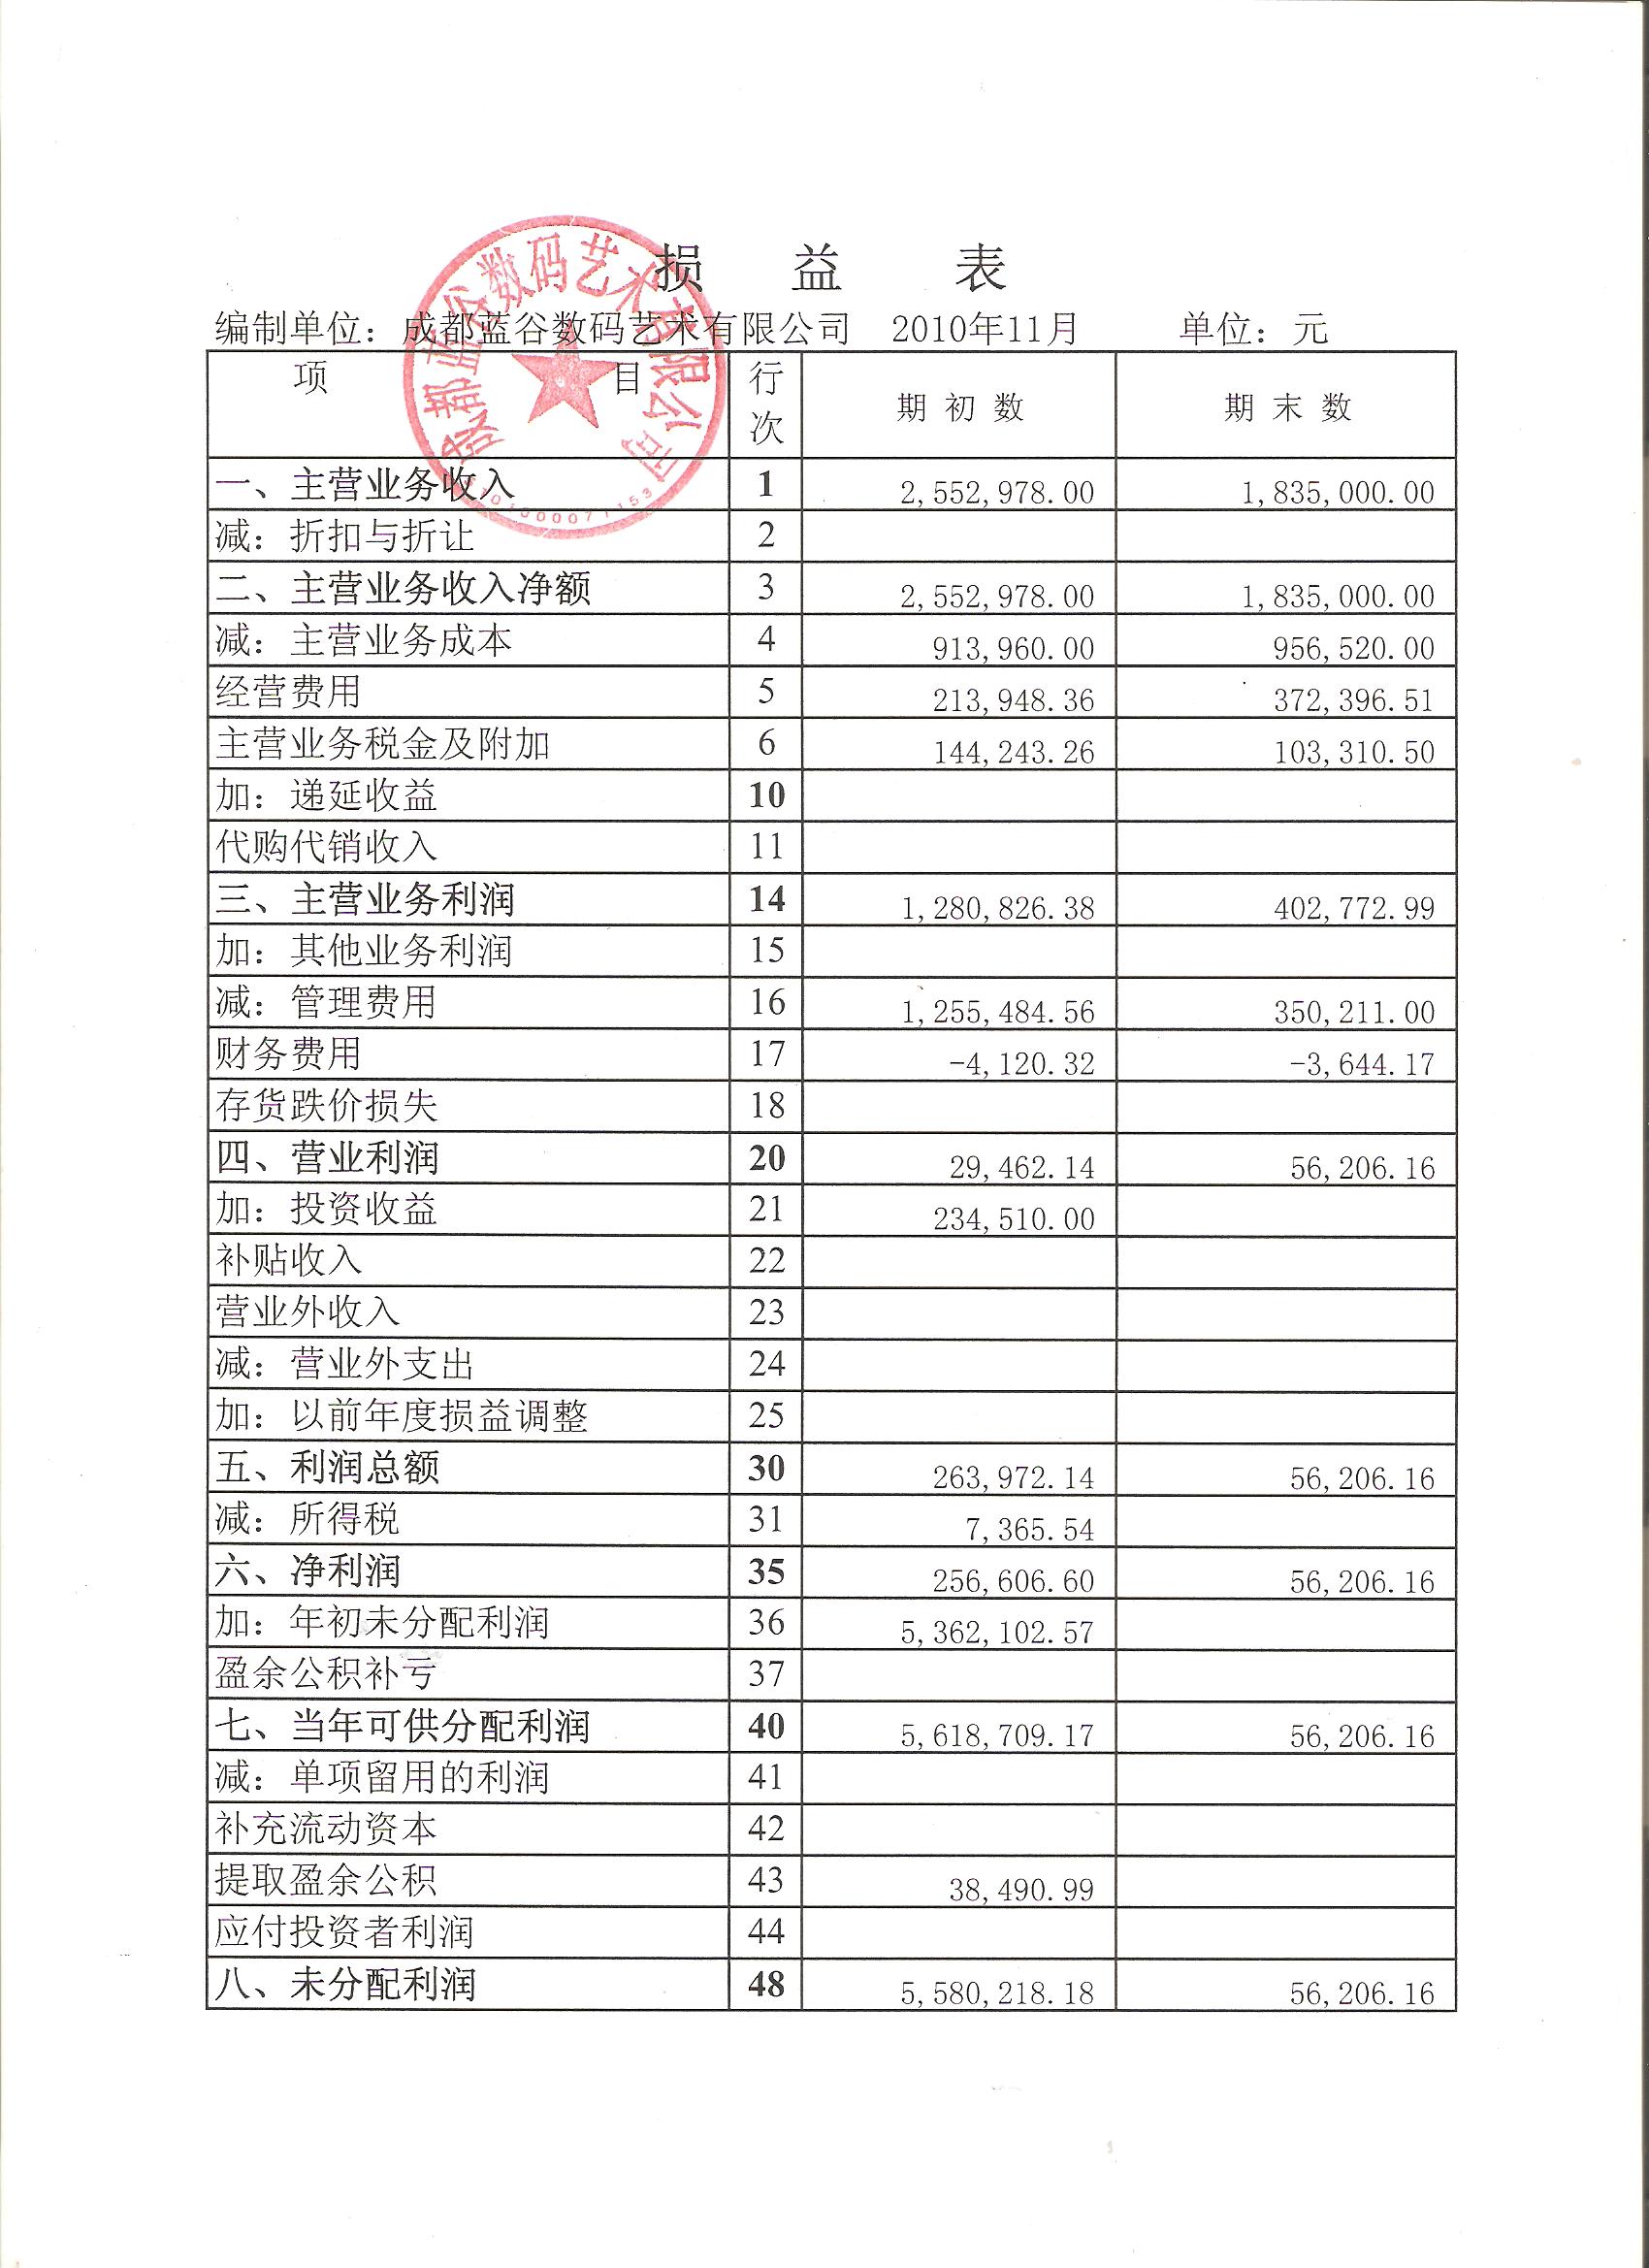 损 益 表
编制单位：成都蓝谷数码艺术有限公司 2010年11月 单位：元
项 目 行次 期初数 期末数
一、主营业务收入 1 2,552,978.00 1,835,000.00
减：折扣与折让 2
二、主营业务收入净额 3 2,552,978.00 1,835,000.00
减：主营业务成本 4 913,960.00 956,520.00
经营费用 5 213,948.36 372,396.51
主营业务税金及附加 6 144,243.26 103,310.50
加：递延收益 10
代购代销收入 11
三、主营业务利润 14 1,280,826.38 402,772.99
加：其他业务利润 15
减：管理费用 16 1,255,484.56 350,211.00
财务费用 17 -4,120.32 -3,644.17
存货跌价损失 18
四、营业利润 20 29,462.14 56,206.16
加：投资收益 21 234,510.00
补贴收入 22
营业外收入 23
减：营业外支出 24
加：以前年度损益调整 25
五、利润总额 30 263,972.14 56,206.16
减：所得税 31 7,365.54
六、净利润 35 256,606.60 56,206.16
加：年初未分配利润 36 5,362,102.57
盈余公积补亏 37
七、当年可供分配利润 40 5,618,709.17 56,206.16
减：单项留用的利润 41
补充流动资本 42
提取盈余公积 43 38,490.99
应付投资者利润 44
八、未分配利润 48 5,580,218.18 56,206.16
成都蓝谷数码艺术有限公司
5101000071153